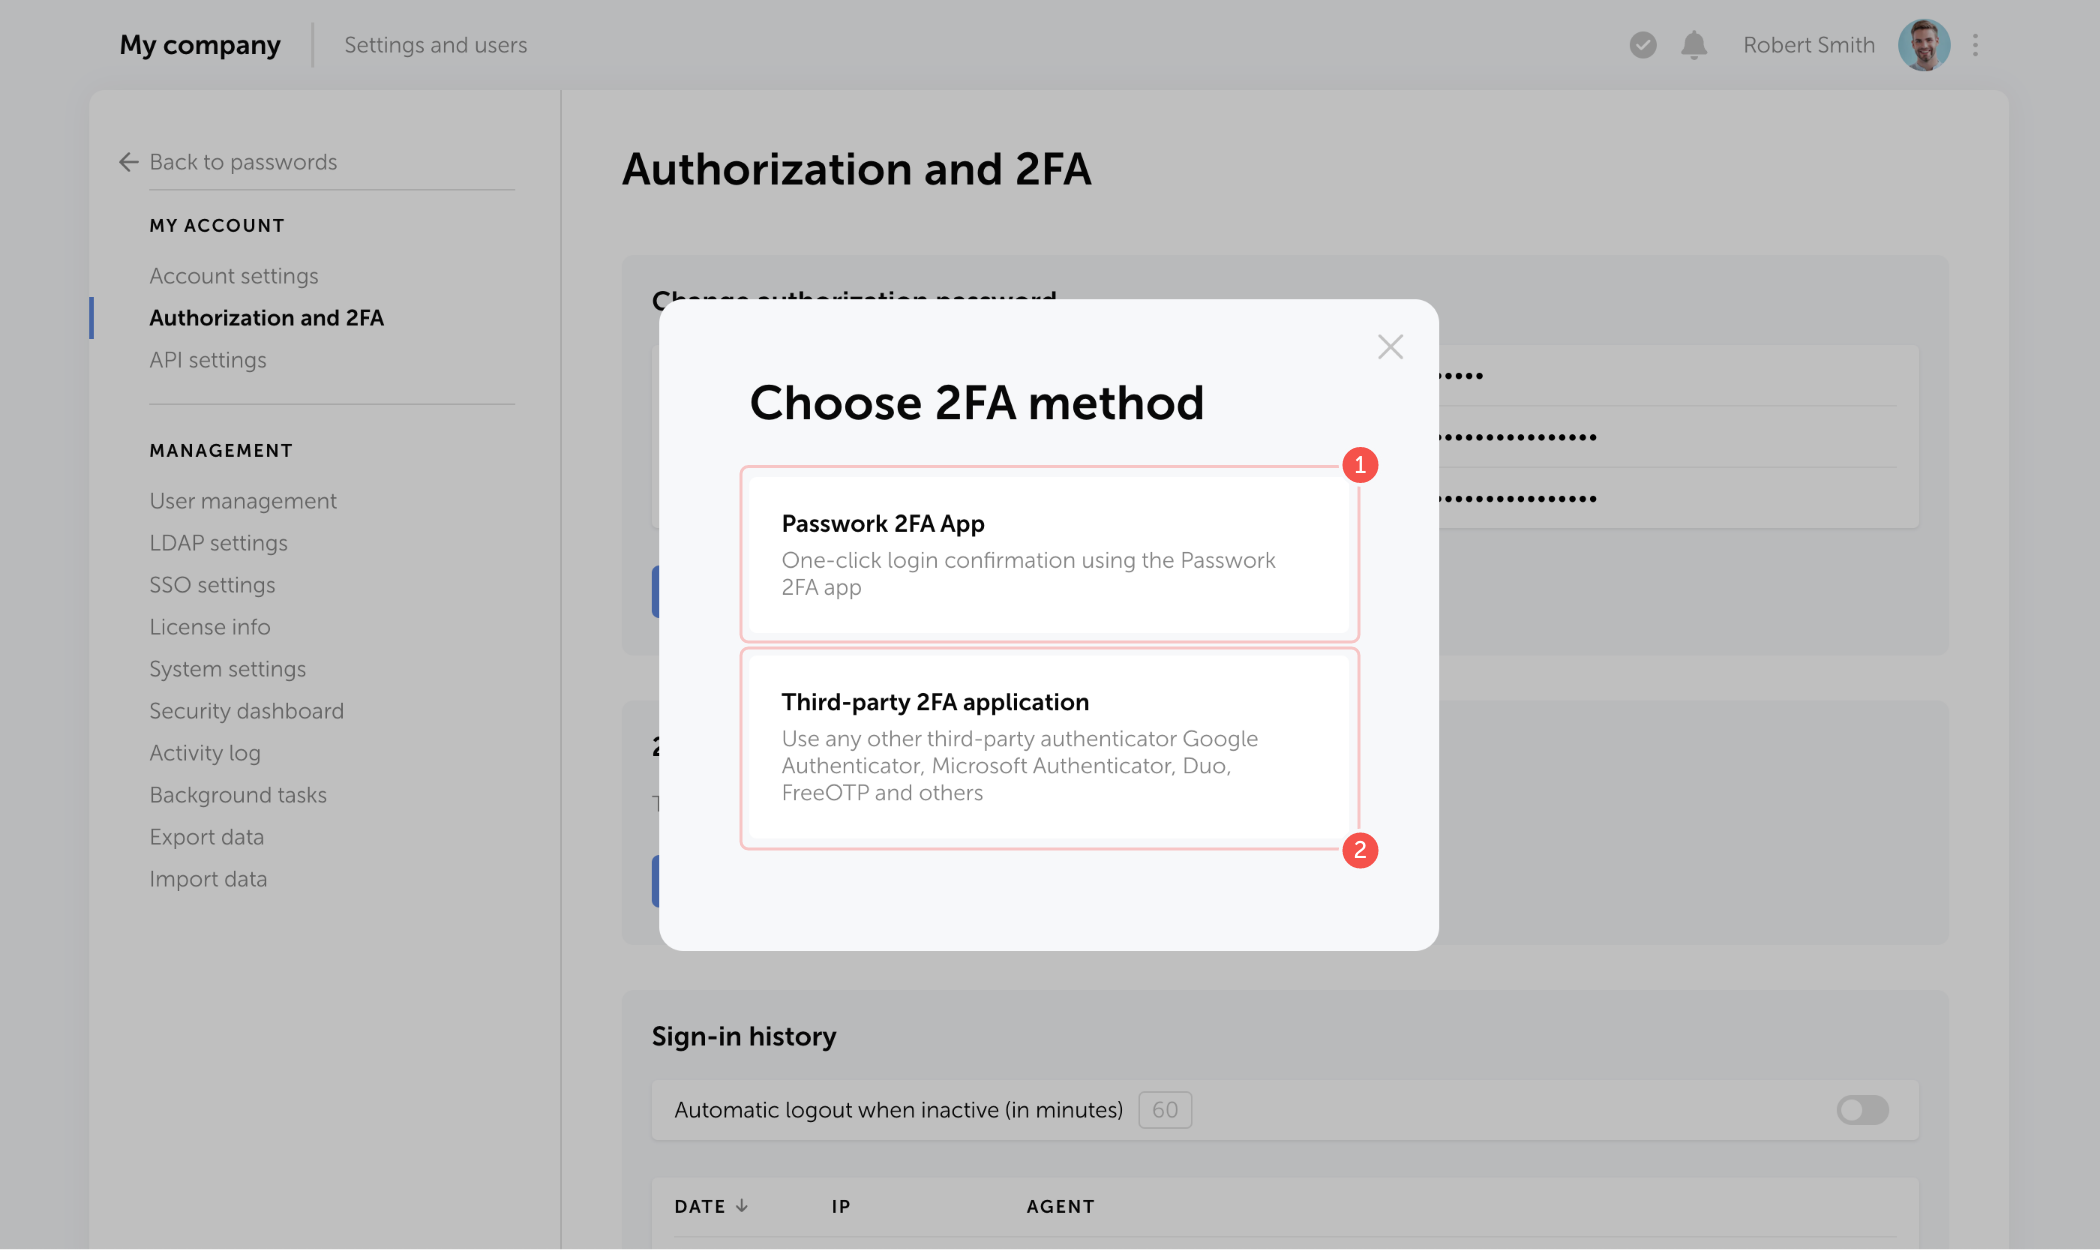 My company
Settings and users
Robert Smith
Back to passwords
MY ACCOUNT
Account settings
Authorization and 2FA
API settings
MANAGEMENT
User management
LDAP settings
SSO settings
License info
System settings
Security dashboard
Activity log
Background tasks
Export data
Import data
Authorization and 2FA
Change authorization password
•••••
••••••••••••••
••••••••••••••
Choose 2FA method
1
Passwork 2FA App
One-click login confirmation using the Passwork
2FA app
Third-party 2FA application
Use any other third-party authenticator Google
Authenticator, Microsoft Authenticator, Duo,
FreeOTP and others
2
Sign-in history
Automatic logout when inactive (in minutes) 60
DATE IP AGENT